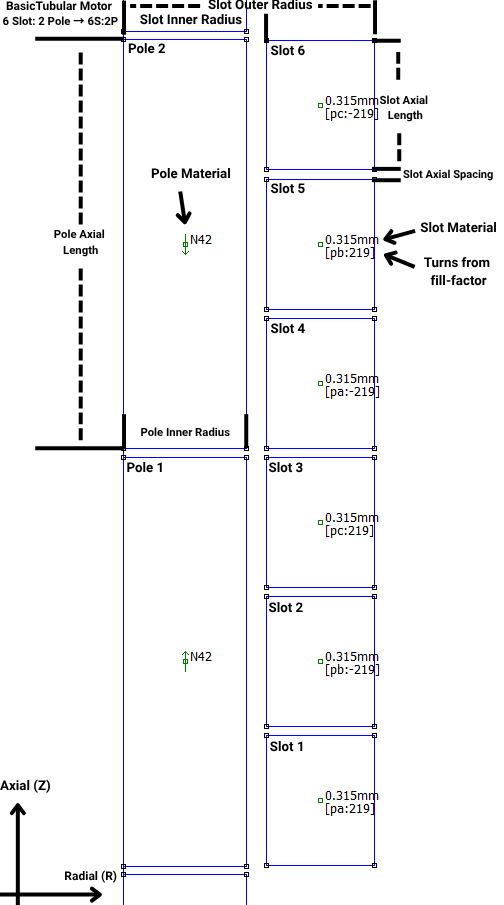 BasicTubular Motor
6 Slot: 2 Pole → 6S:2P
Slot Outer Radius
Slot Inner Radius
Pole 2
Slot 6
0.315mm
[pc:-219]
Slot Axial
Length
Slot Axial Spacing
Pole Material
Slot 5
N42
0.315mm
[pb:219]
Slot Material
Turns from
fill-factor
Pole Axial
Length
Slot 4
0.315mm
[pa:-219]
Pole Inner Radius
Pole 1
Slot 3
0.315mm
[pc:219]
Slot 2
N42
0.315mm
[pb:-219]
Slot 1
0.315mm
[pa:219]
Axial (Z)
Radial (R)